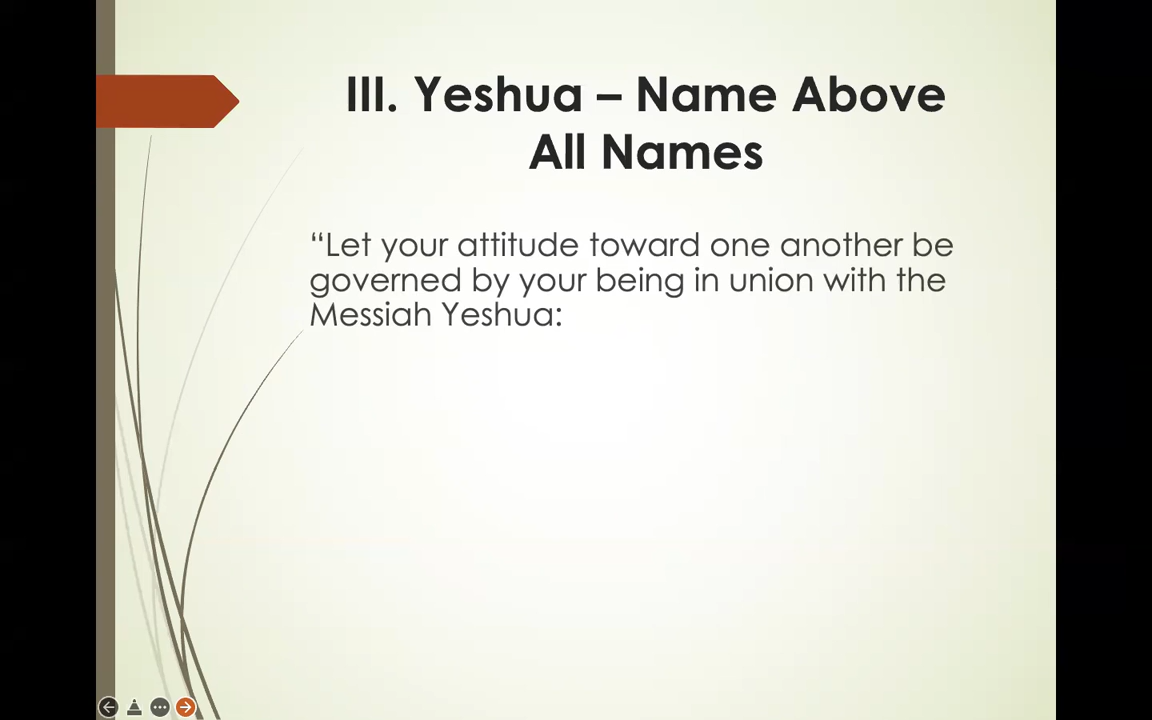 III. Yeshua – Name Above
All Names
“Let your attitude toward one another be
governed by your being in union with the
Messiah Yeshua: